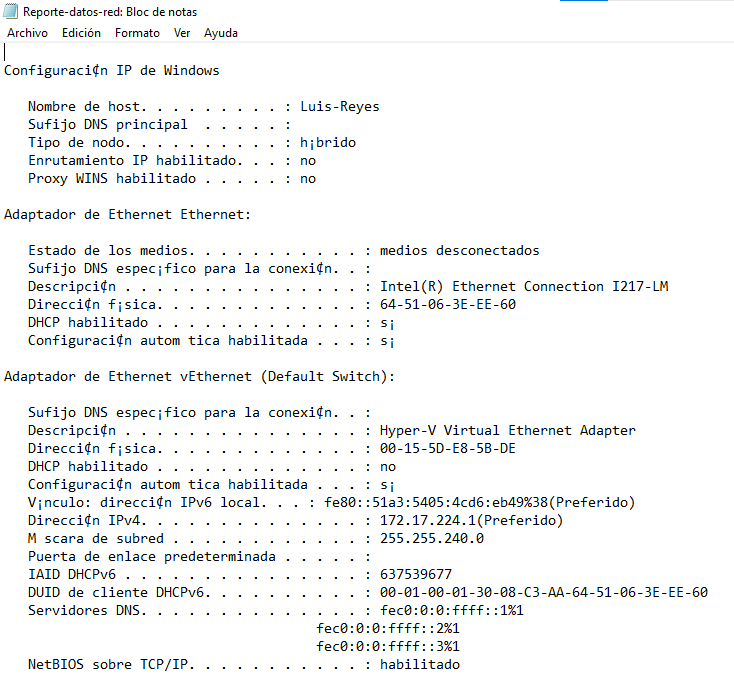 Reporte-datos-red: Bloc de notas
Archivo Edición Formato Ver Ayuda
Configuraci¢n IP de Windows
Nombre de host. . . . . . . . . : Luis-Reyes
Sufijo DNS principal  . . . . . :
Tipo de nodo. . . . . . . . . . : h¡brido
Enrutamiento IP habilitado. . . : no
Proxy WINS habilitado . . . . . : no
Adaptador de Ethernet Ethernet:
Estado de los medios. . . . . . . . . . . : medios desconectados
Sufijo DNS espec¡fico para la conexi¢n. . :
Descripci¢n . . . . . . . . . . . . . . . : Intel(R) Ethernet Connection I217-LM
Direcci¢n f¡sica. . . . . . . . . . . . . : 64-51-06-3E-EE-60
DHCP habilitado . . . . . . . . . . . . . : s¡
Configuraci¢n autom tica habilitada . . . : s¡
Adaptador de Ethernet vEthernet (Default Switch):
Sufijo DNS espec¡fico para la conexi¢n. . :
Descripci¢n . . . . . . . . . . . . . . . : Hyper-V Virtual Ethernet Adapter
Direcci¢n f¡sica. . . . . . . . . . . . . : 00-15-5D-E8-5B-DE
DHCP habilitado . . . . . . . . . . . . . : no
Configuraci¢n autom tica habilitada . . . : s¡
V¡nculo: direcci¢n IPv6 local. . . : fe80::51a3:5405:4cd6:eb49%38(Preferido)
Direcci¢n IPv4. . . . . . . . . . . . . . : 172.17.224.1(Preferido)
M scara de subred . . . . . . . . . . . . : 255.255.240.0
Puerta de enlace predeterminada . . . . . :
IAID DHCPv6 . . . . . . . . . . . . . . . : 637539677
DUID de cliente DHCPv6. . . . . . . . . . : 00-01-00-01-30-08-C3-AA-64-51-06-3E-EE-60
Servidores DNS. . . . . . . . . . . . . . : fec0:0:0:ffff::1%1
fec0:0:0:ffff::2%1
fec0:0:0:ffff::3%1
NetBIOS sobre TCP/IP. . . . . . . . . . . : habilitado